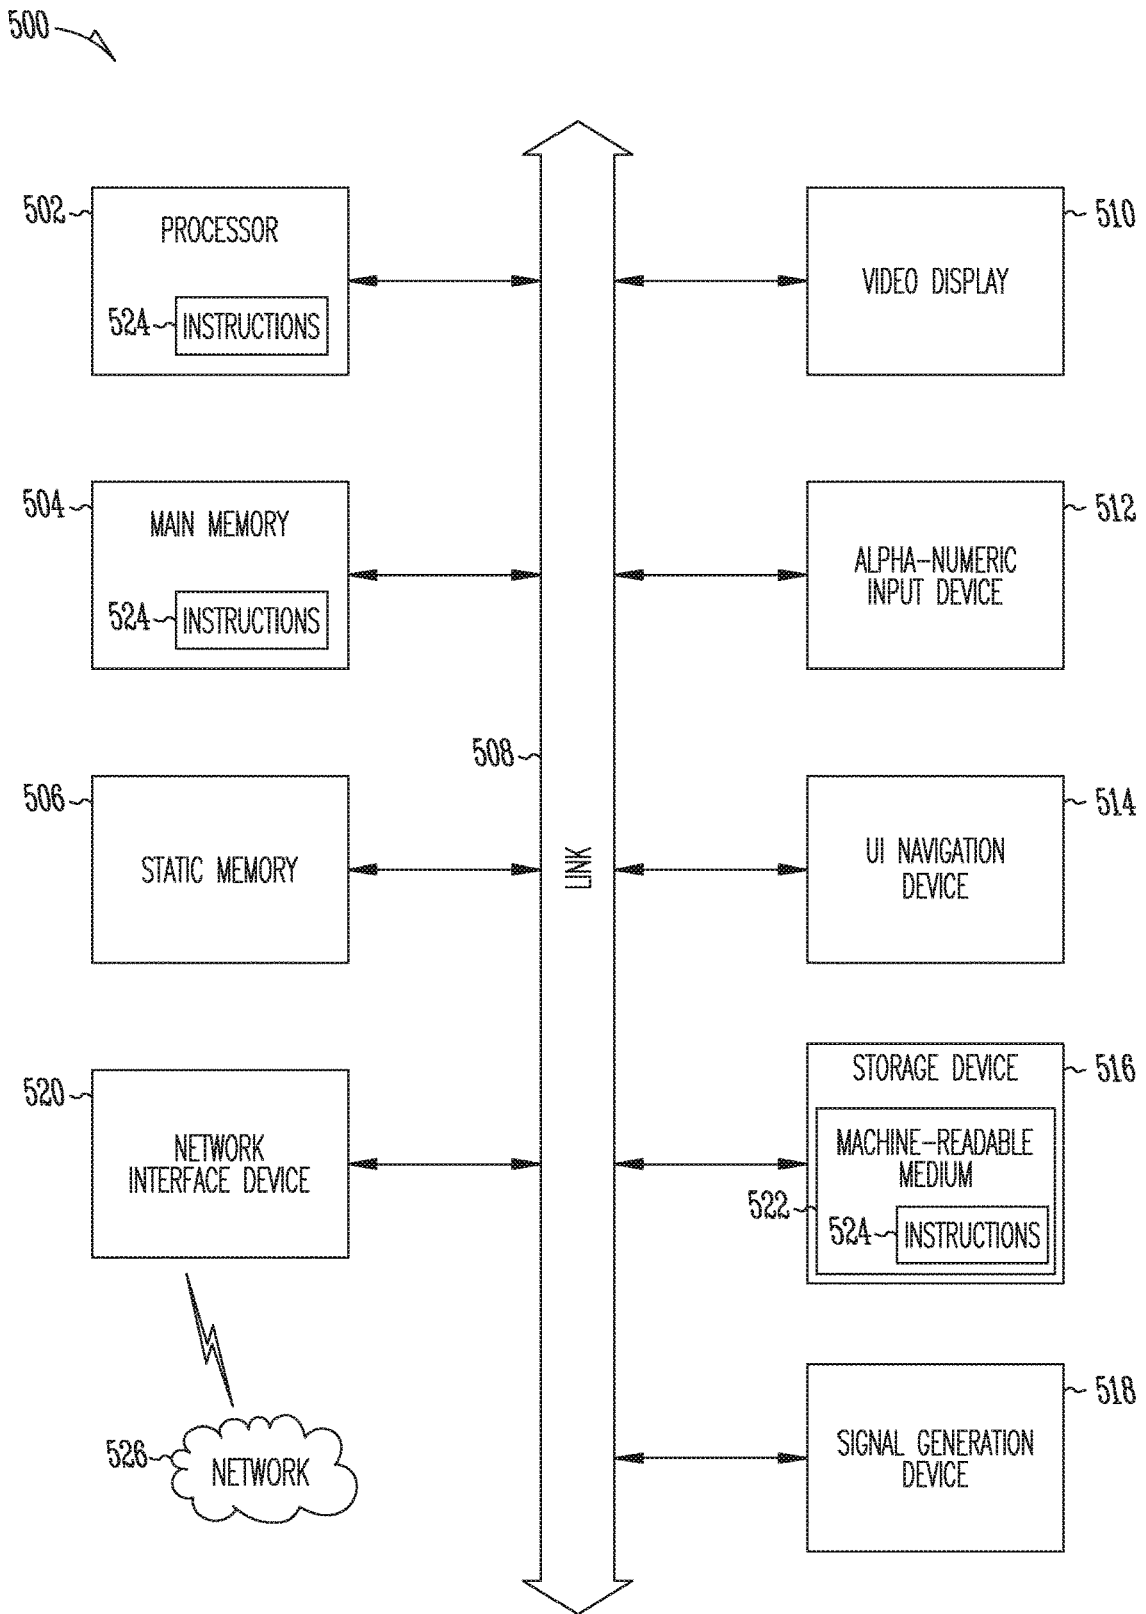 500
502
PROCESSOR
524
INSTRUCTIONS
504
MAIN MEMORY
524
INSTRUCTIONS
506
STATIC MEMORY
520
NETWORK
INTERFACE DEVICE
526
NETWORK
508
LINK
510
VIDEO DISPLAY
512
ALPHA-NUMERIC
INPUT DEVICE
514
UI NAVIGATION
DEVICE
516
STORAGE DEVICE
522
MACHINE-READABLE
MEDIUM
524
INSTRUCTIONS
518
SIGNAL GENERATION
DEVICE